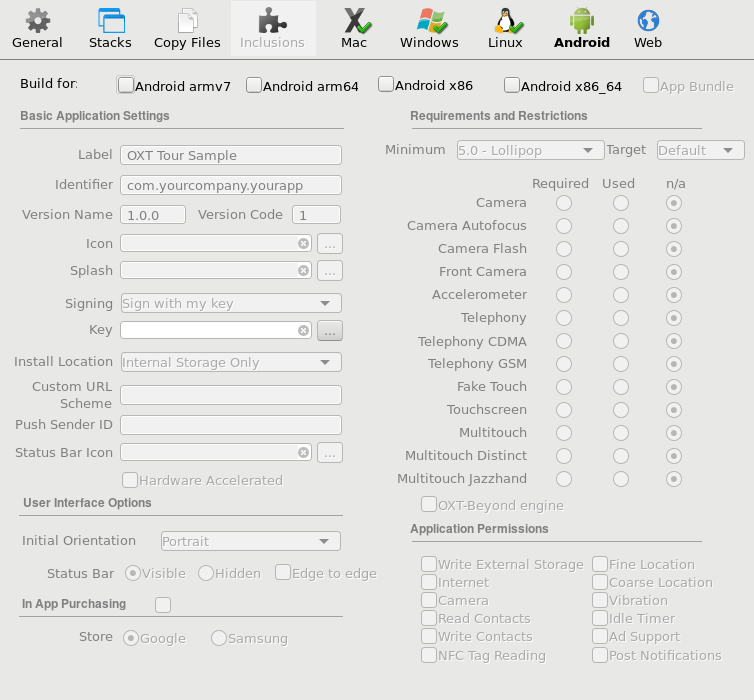 General Stacks Copy Files Inclusions Mac Windows Linux Android Web
Build for: Android armv7 Android arm64 Android x86 Android x86_64 App Bundle
Basic Application Settings
Label OXT Tour Sample
Identifier com.yourcompany.yourapp
Version Name 1.0.0 Version Code 1
Icon ...
Splash ...
Signing Sign with my key
Key ...
Install Location Internal Storage Only
Custom URL
Scheme
Push Sender ID
Status Bar Icon ...
Hardware Accelerated
User Interface Options
Initial Orientation Portrait
Status Bar Visible Hidden Edge to edge
In App Purchasing
Store Google Samsung
Requirements and Restrictions
Minimum 5.0 - Lollipop Target Default
Required Used n/a
Camera
Camera Autofocus
Camera Flash
Front Camera
Accelerometer
Telephony
Telephony CDMA
Telephony GSM
Fake Touch
Touchscreen
Multitouch
Multitouch Distinct
Multitouch Jazzhand
OXT-Beyond engine
Application Permissions
Write External Storage Fine Location
Internet Coarse Location
Camera Vibration
Read Contacts Idle Timer
Write Contacts Ad Support
NFC Tag Reading Post Notifications